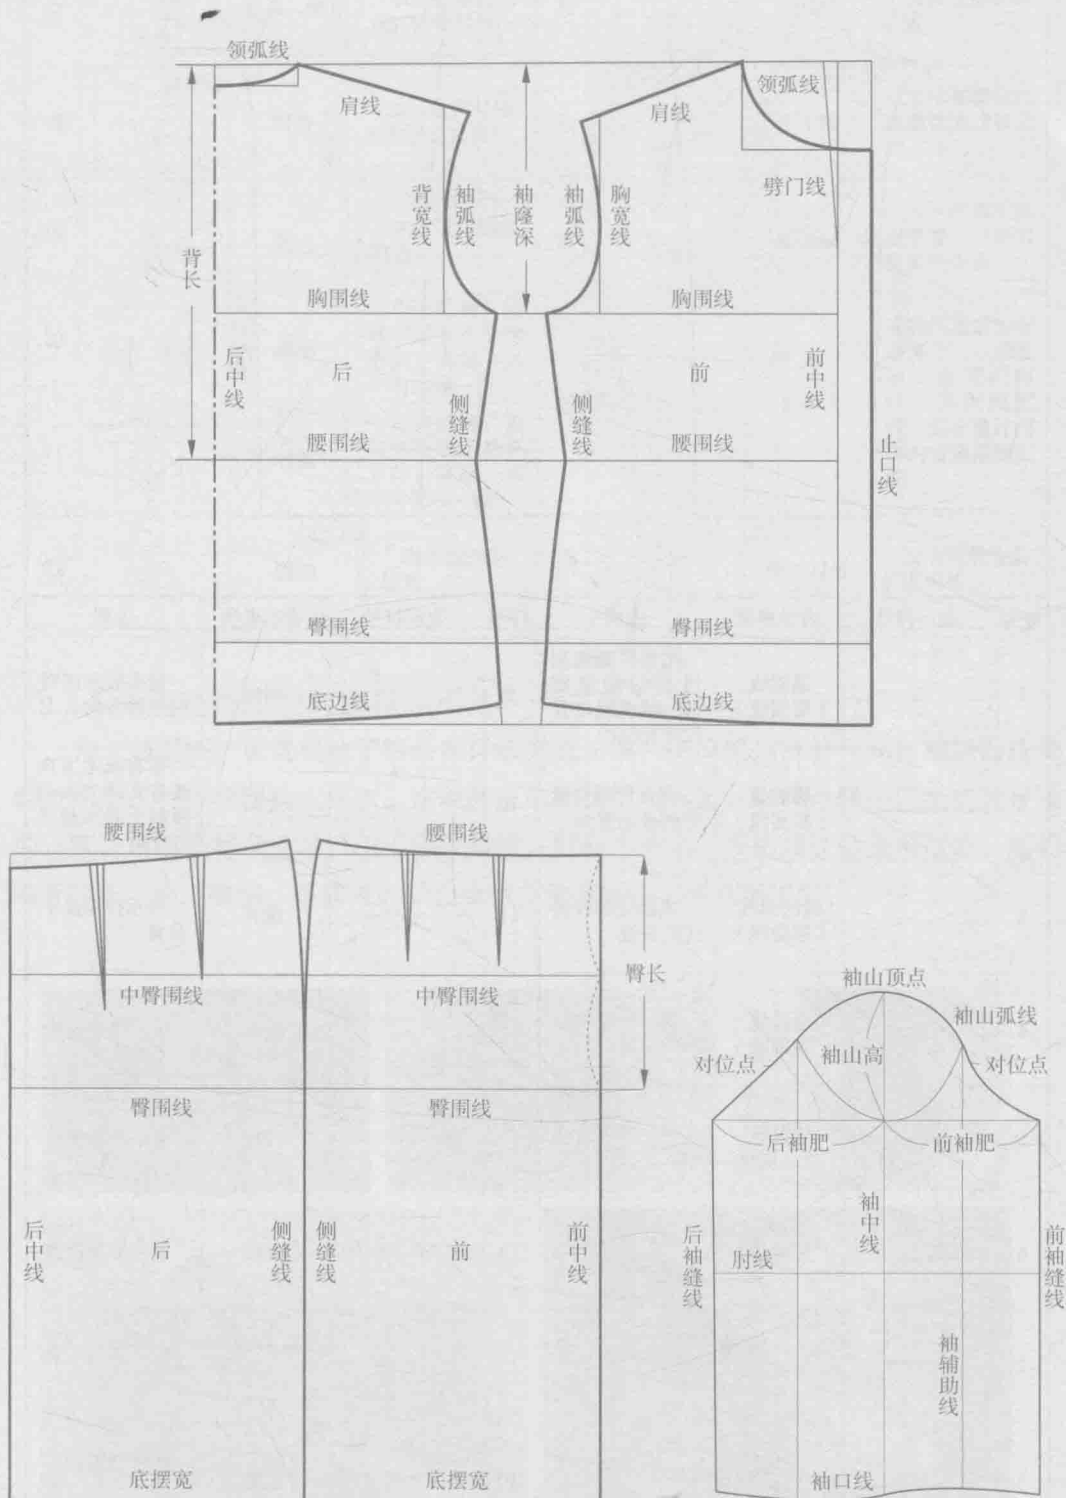 领弧线
领弧线
肩线
肩线
劈门线
背宽线
袖弧线
袖窿深
袖弧线
胸宽线
背长
胸围线
胸围线
后中线
后
侧缝线
侧缝线
前
前中线
腰围线
腰围线
止口线
臀围线
臀围线
底边线
底边线
腰围线
腰围线
臀长
中臀围线
中臀围线
臀围线
臀围线
后中线
后
侧缝线
侧缝线
前
前中线
底摆宽
底摆宽
袖山顶点
袖山弧线
对位点
袖山高
对位点
后袖肥
前袖肥
后袖缝线
肘线
袖中线
前袖缝线
袖辅助线
袖口线